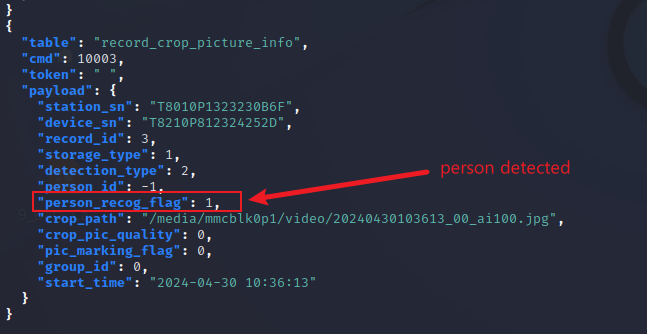 }
{
"table": "record_crop_picture_info",
"cmd": 10003,
"token": " ",
"payload": {
"station_sn": "T8010P1323230B6F",
"device_sn": "T8210P812324252D",
"record_id": 3,
"storage_type": 1,
"detection_type": 2,
"person_id": -1,
"person_recog_flag": 1,
person detected
"crop_path": "/media/mmcblk0p1/video/20240430103613_00_ai100.jpg",
"crop_pic_quality": 0,
"pic_marking_flag": 0,
"group_id": 0,
"start_time": "2024-04-30 10:36:13"
}
}